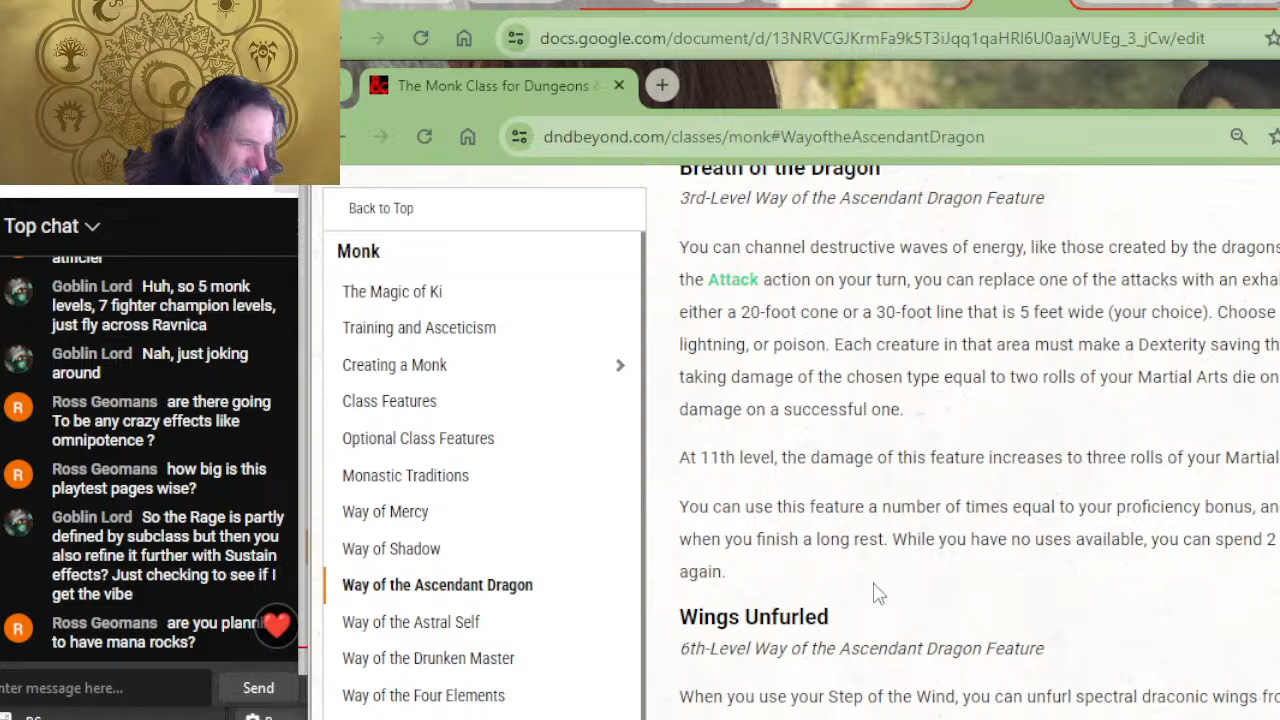 docs.google.com/document/d/13NRVCGJKrmFa9k5T3iJqq1qaHRl6U0aajWUEg_3_jCw/edit
The Monk Class for Dungeons &
dndbeyond.com/classes/monk#WayoftheAscendantDragon
Top chat
artificier
Goblin Lord Huh, so 5 monk
levels, 7 fighter champion levels,
just fly across Ravnica
Goblin Lord Nah, just joking
around
Ross Geomans are there going
To be any crazy effects like
omnipotence ?
Ross Geomans how big is this
playtest pages wise?
Goblin Lord So the Rage is partly
defined by subclass but then you
also refine it further with Sustain
effects? Just checking to see if I
get the vibe
Ross Geomans are you
to have mana rocks?
nter message here...
Send
Back to Top
Monk
The Magic of Ki
Training and Asceticism
Creating a Monk
Class Features
Optional Class Features
Monastic Traditions
Way of Mercy
Way of Shadow
Way of the Ascendant Dragon
Way of the Astral Self
Way of the Drunken Master
Way of the Four Elements
Breath of the Dragon
3rd-Level Way of the Ascendant Dragon Feature
You can channel destructive waves of energy, like those created by the dragons
the Attack action on your turn, you can replace one of the attacks with an exha
either a 20-foot cone or a 30-foot line that is 5 feet wide (your choice). Choose
lightning, or poison. Each creature in that area must make a Dexterity saving th
taking damage of the chosen type equal to two rolls of your Martial Arts die on
damage on a successful one.
At 11th level, the damage of this feature increases to three rolls of your Martial
You can use this feature a number of times equal to your proficiency bonus, an
when you finish a long rest. While you have no uses available, you can spend 2
again.
Wings Unfurled
6th-Level Way of the Ascendant Dragon Feature
When you use your Step of the Wind, you can unfurl spectral draconic wings fro